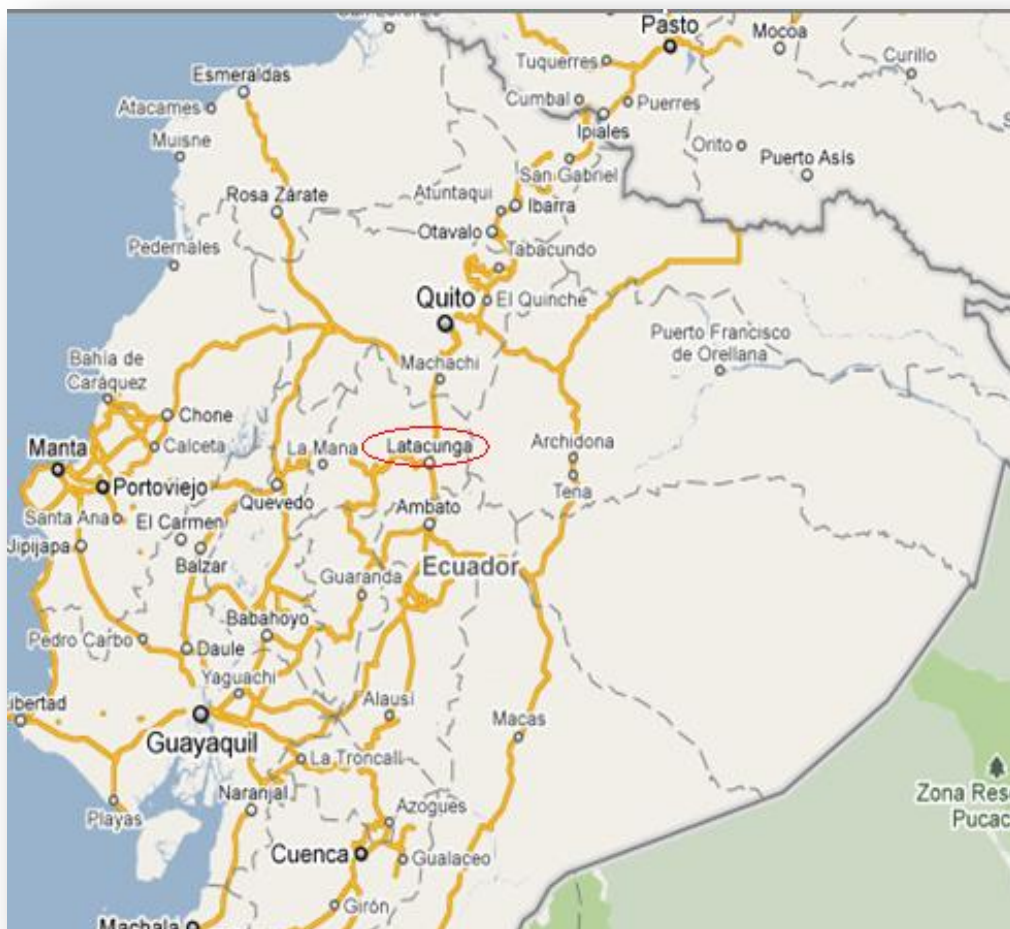 Pasto
Mocoa
Esmeraldas
Tuquerres
Curillo
Atacames
Cumbal
Puerres
Ipiales
Muisne
Orito
Puerto Asis
San Gabriel
Rosa Zárate
Atuntaqui
Ibarra
Otavalo
Pedernales
Tabacundo
Quito
El Quinche
Puerto Francisco
de Orellana
Bahía de
Caráquez
Machachi
Chone
Calceta
La Mana
Latacunga
Archidona
Manta
Portoviejo
Quevedo
Tena
Santa Ana
El Carmen
Ambato
Jipijapa
Balzar
Ecuador
Guaranda
Babahoyo
Pedro Carbo
Daule
Yaguachi
Libertad
Alausí
Macas
Guayaquil
La Troncall
Naranjal
Azogues
Playas
Zona Res
Pucac
Cuenca
Gualaceo
Girón
Machala